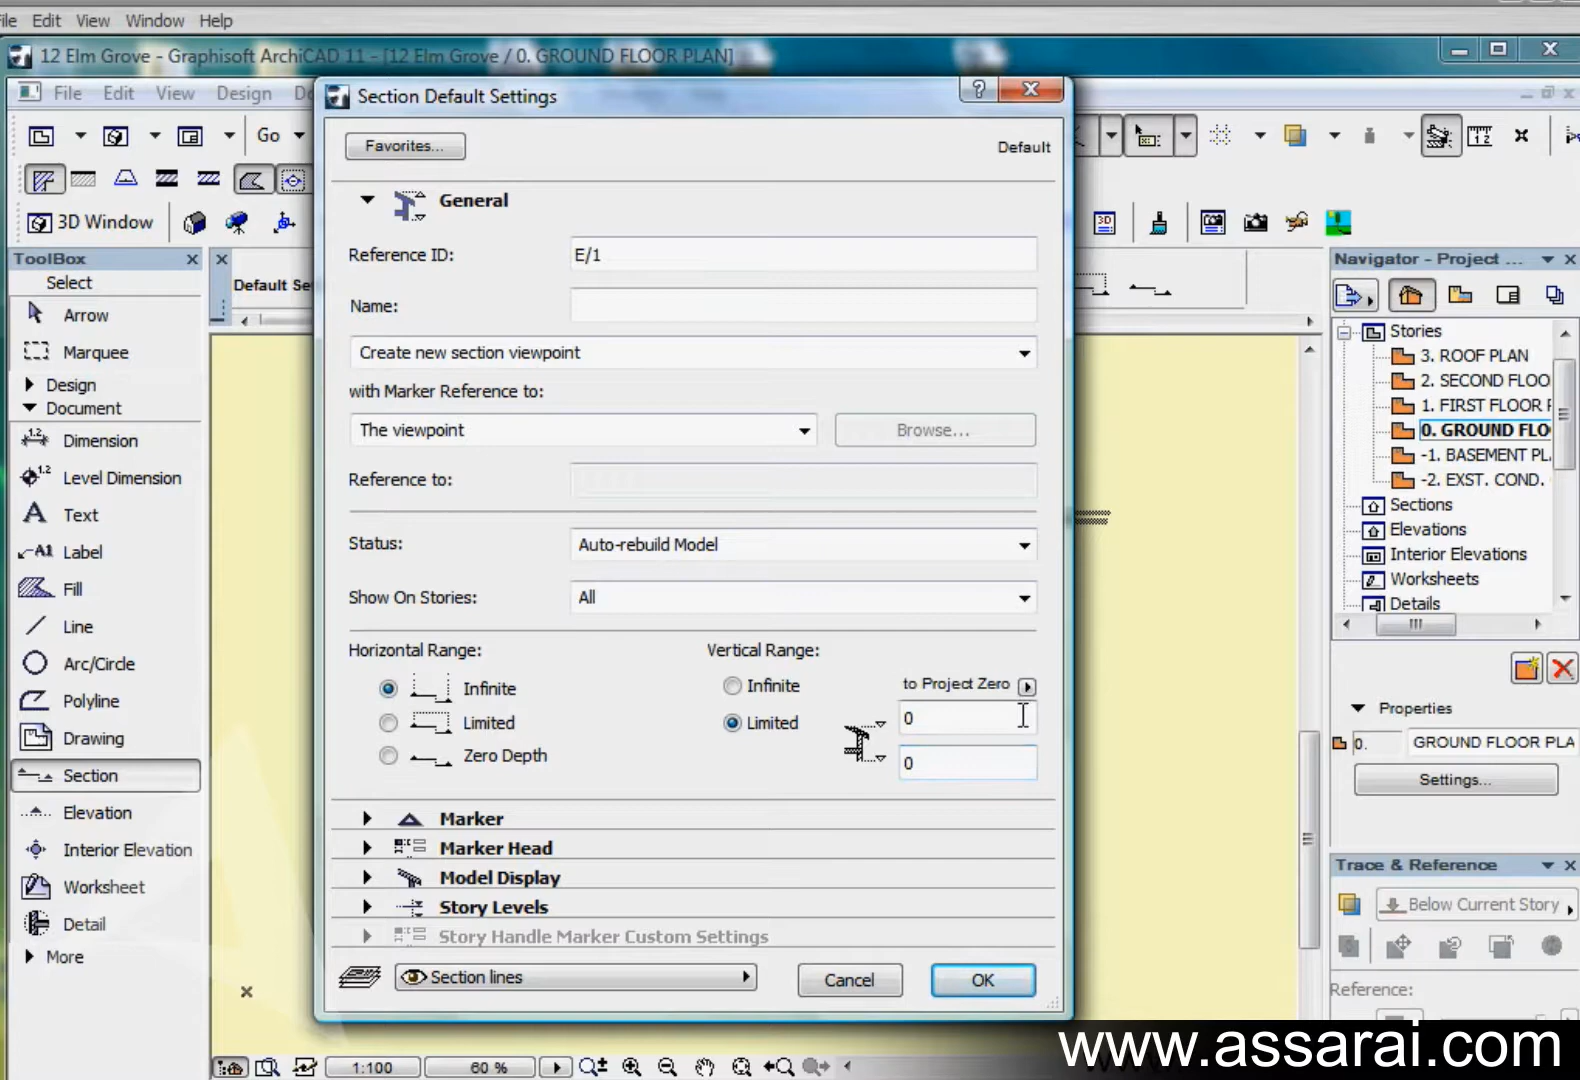 File Edit View Window Help
12 Elm Grove - Graphisoft ArchiCAD 11 - [12 Elm Grove / 0. GROUND FLOOR PLAN]
File Edit View Design
Section Default Settings
Go
Favorites...
Default
General
3D Window
Reference ID: E/1
ToolBox
Select
Default Se
Name:
Arrow
Marquee
Design
Document
Create new section viewpoint
with Marker Reference to:
The viewpoint
Browse...
Reference to:
Dimension
Level Dimension
Text
Label
Fill
Line
Arc/Circle
Polyline
Drawing
Section
Elevation
Interior Elevation
Worksheet
Detail
More
Status: Auto-rebuild Model
Show On Stories: All
Horizontal Range:
Infinite
Limited
Zero Depth
Vertical Range:
Infinite
Limited
to Project Zero
0
0
Marker
Marker Head
Model Display
Story Levels
Story Handle Marker Custom Settings
Section lines
Cancel
OK
Navigator - Project ...
Stories
3. ROOF PLAN
2. SECOND FLOO
1. FIRST FLOOR
0. GROUND FLO
-1. BASEMENT PL
-2. EXST. COND.
Sections
Elevations
Interior Elevations
Worksheets
Details
Properties
0. GROUND FLOOR PLA
Settings...
Trace & Reference
Below Current Story
Reference:
1:100
60 %
www.assarai.com